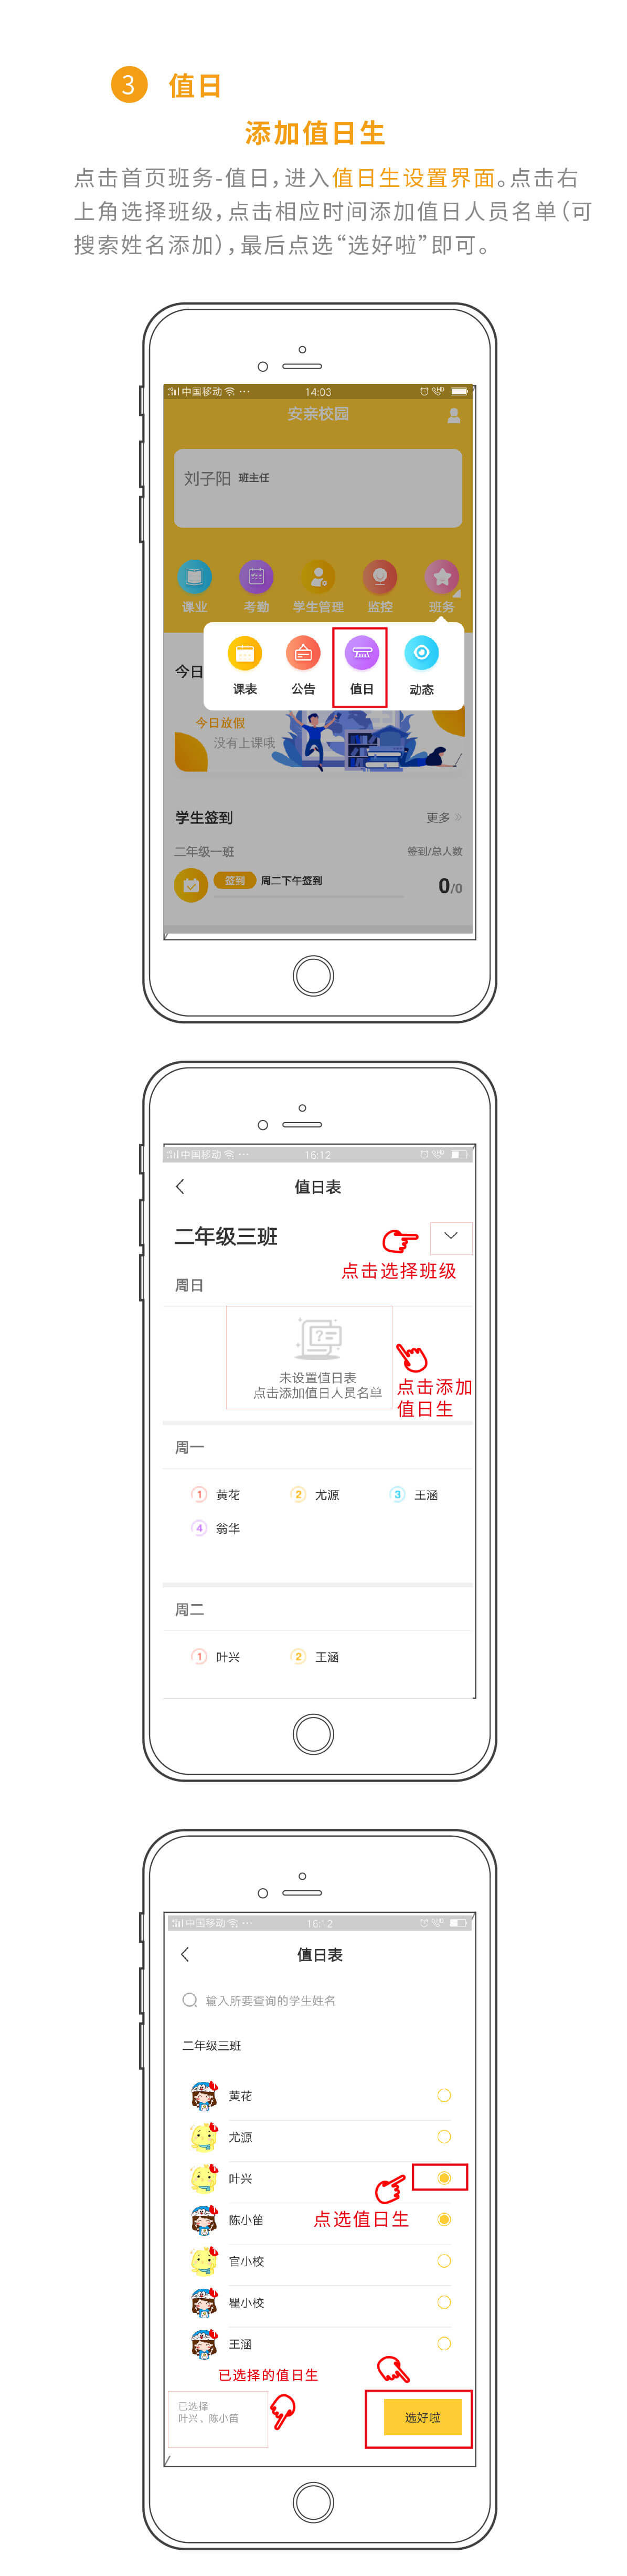 3 值日
添加值日生
点击首页班务-值日，进入值日生设置界面。点击右
上角选择班级，点击相应时间添加值日人员名单（可
搜索姓名添加），最后点选“选好啦”即可。
中国移动 14:03
安亲校园
刘子阳 班主任
课业 考勤 学生管理 监控 班务
今日
课表 公告 值日 动态
今日放假
没有上课哦
学生签到 更多
二年级一班 签到/总人数
签到 周二下午签到 0/0
中国移动 16:12
值日表
二年级三班
点击选择班级
周日
未设置值日表
点击添加值日人员名单
点击添加
值日生
周一
1 黄花 2 尤源 3 王涵
4 翁华
周二
1 叶兴 2 王涵
中国移动 16:12
值日表
输入所要查询的学生姓名
二年级三班
黄花
尤源
叶兴
陈小笛
点选值日生
官小校
瞿小校
王涵
已选择的值日生
已选择
叶兴、陈小笛
选好啦